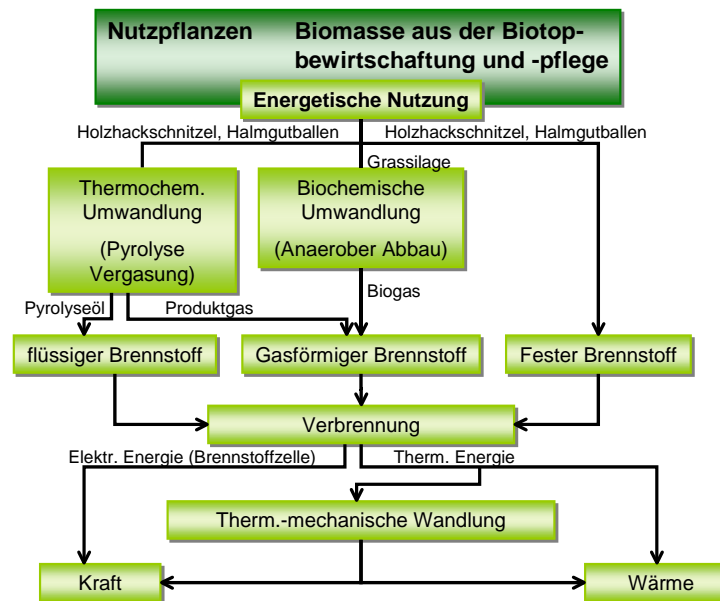 Nutzpflanzen
Biomasse aus der Biotop-
bewirtschaftung und -pflege
Energetische Nutzung
Holzhackschnitzel, Halmgutballen
Holzhackschnitzel, Halmgutballen
Grassilage
Thermochem.
Umwandlung
(Pyrolyse
Vergasung)
Biochemische
Umwandlung
(Anaerober Abbau)
Pyrolyseöl
Produktgas
Biogas
flüssiger Brennstoff
Gasförmiger Brennstoff
Fester Brennstoff
Verbrennung
Elektr. Energie (Brennstoffzelle)
Therm. Energie
Therm.-mechanische Wandlung
Kraft
Wärme